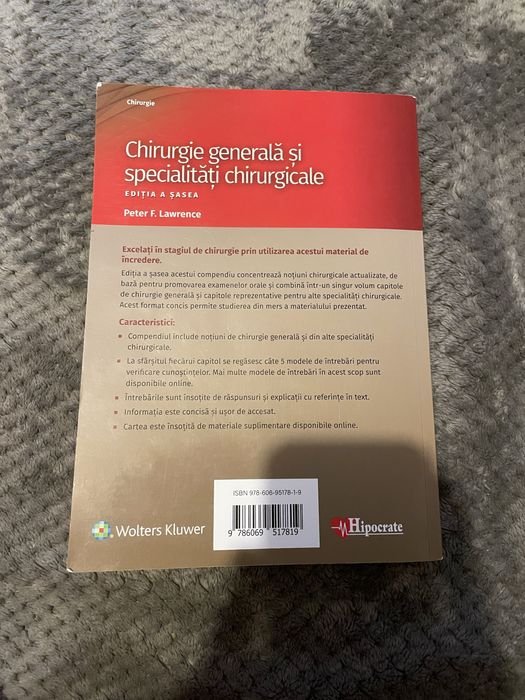 Chirurgie
Chirurgie generală și
specialități chirurgicale
EDIȚIA A ȘASEA
Peter F. Lawrence
Excelați în stagiul de chirurgie prin utilizarea acestui material de
încredere.
Ediția a șasea acestui compendiu concentrează noțiuni chirurgicale actualizate, de
bază pentru promovarea examenelor orale și combină într-un singur volum capitole
de chirurgie generală și capitole reprezentative pentru alte specialități chirurgicale.
Acest format concis permite studierea din mers a materialului prezentat.
Caracteristici:
▪ Compendiul include noțiuni de chirurgie generală și din alte specialități
chirurgicale.
▪ La sfârșitul fiecărui capitol se regăsesc câte 5 modele de întrebări pentru
verificare cunoștințelor. Mai multe modele de întrebări în acest scop sunt
disponibile online.
▪ Întrebările sunt însoțite de răspunsuri și explicații cu referințe în text.
▪ Informația este concisă și ușor de accesat.
▪ Cartea este însoțită de materiale suplimentare disponibile online.
ISBN 978-606-95178-1-9
9 786069 517819
Wolters Kluwer
Hipocrate